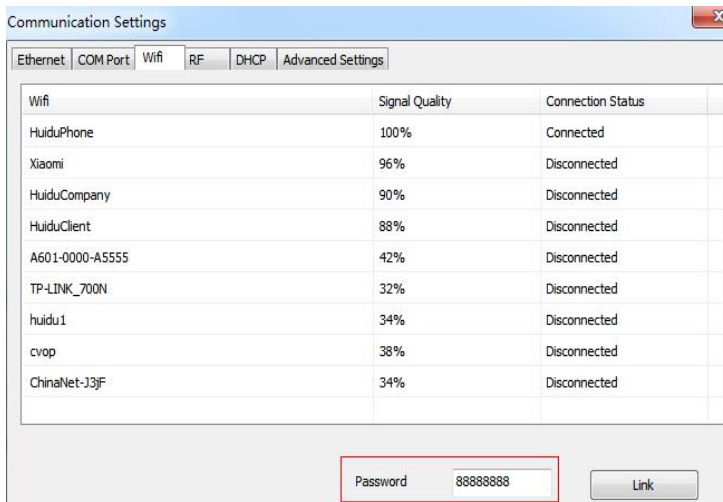 Communication Settings
Ethernet COM Port Wifi RF DHCP Advanced Settings
Wifi Signal Quality Connection Status
HuiduPhone 100% Connected
Xiaomi 96% Disconnected
HuiduCompany 90% Disconnected
HuiduClient 88% Disconnected
A601-0000-A5555 42% Disconnected
TP-LINK_700N 32% Disconnected
huidu1 34% Disconnected
cvop 38% Disconnected
ChinaNet-J3jF 34% Disconnected
Password 88888888 Link